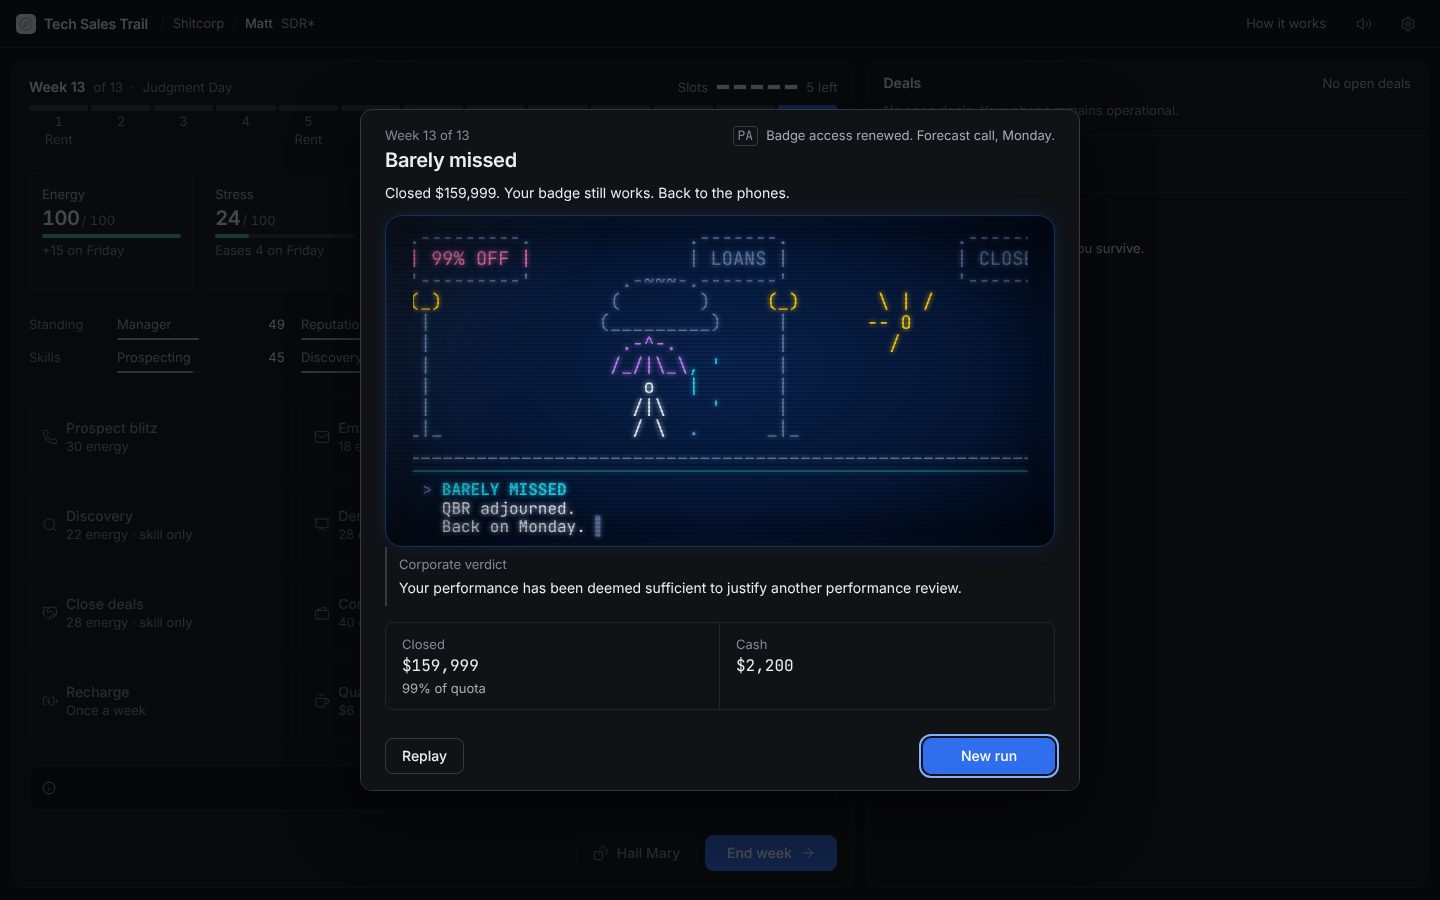 Tech Sales Trail / Shitcorp / Matt SDR*
How it works
Week 13 of 13 · Judgment Day
Slots 5 left
1 2 3 4 5
Rent Rent
Energy
100 / 100
+15 on Friday
Stress
24 / 100
Eases 4 on Friday
Standing Manager 49
Skills Prospecting 45 Discovery
Prospect blitz
30 energy
Discovery
22 energy · skill only
Close deals
28 energy · skill only
Recharge
Once a week
Hail Mary
End week
Deals
No open deals
Week 13 of 13
PA Badge access renewed. Forecast call, Monday.
Barely missed
Closed $159,999. Your badge still works. Back to the phones.
99% OFF
LOANS
> BARELY MISSED
QBR adjourned.
Back on Monday.
Corporate verdict
Your performance has been deemed sufficient to justify another performance review.
Closed
$159,999
99% of quota
Cash
$2,200
Replay
New run